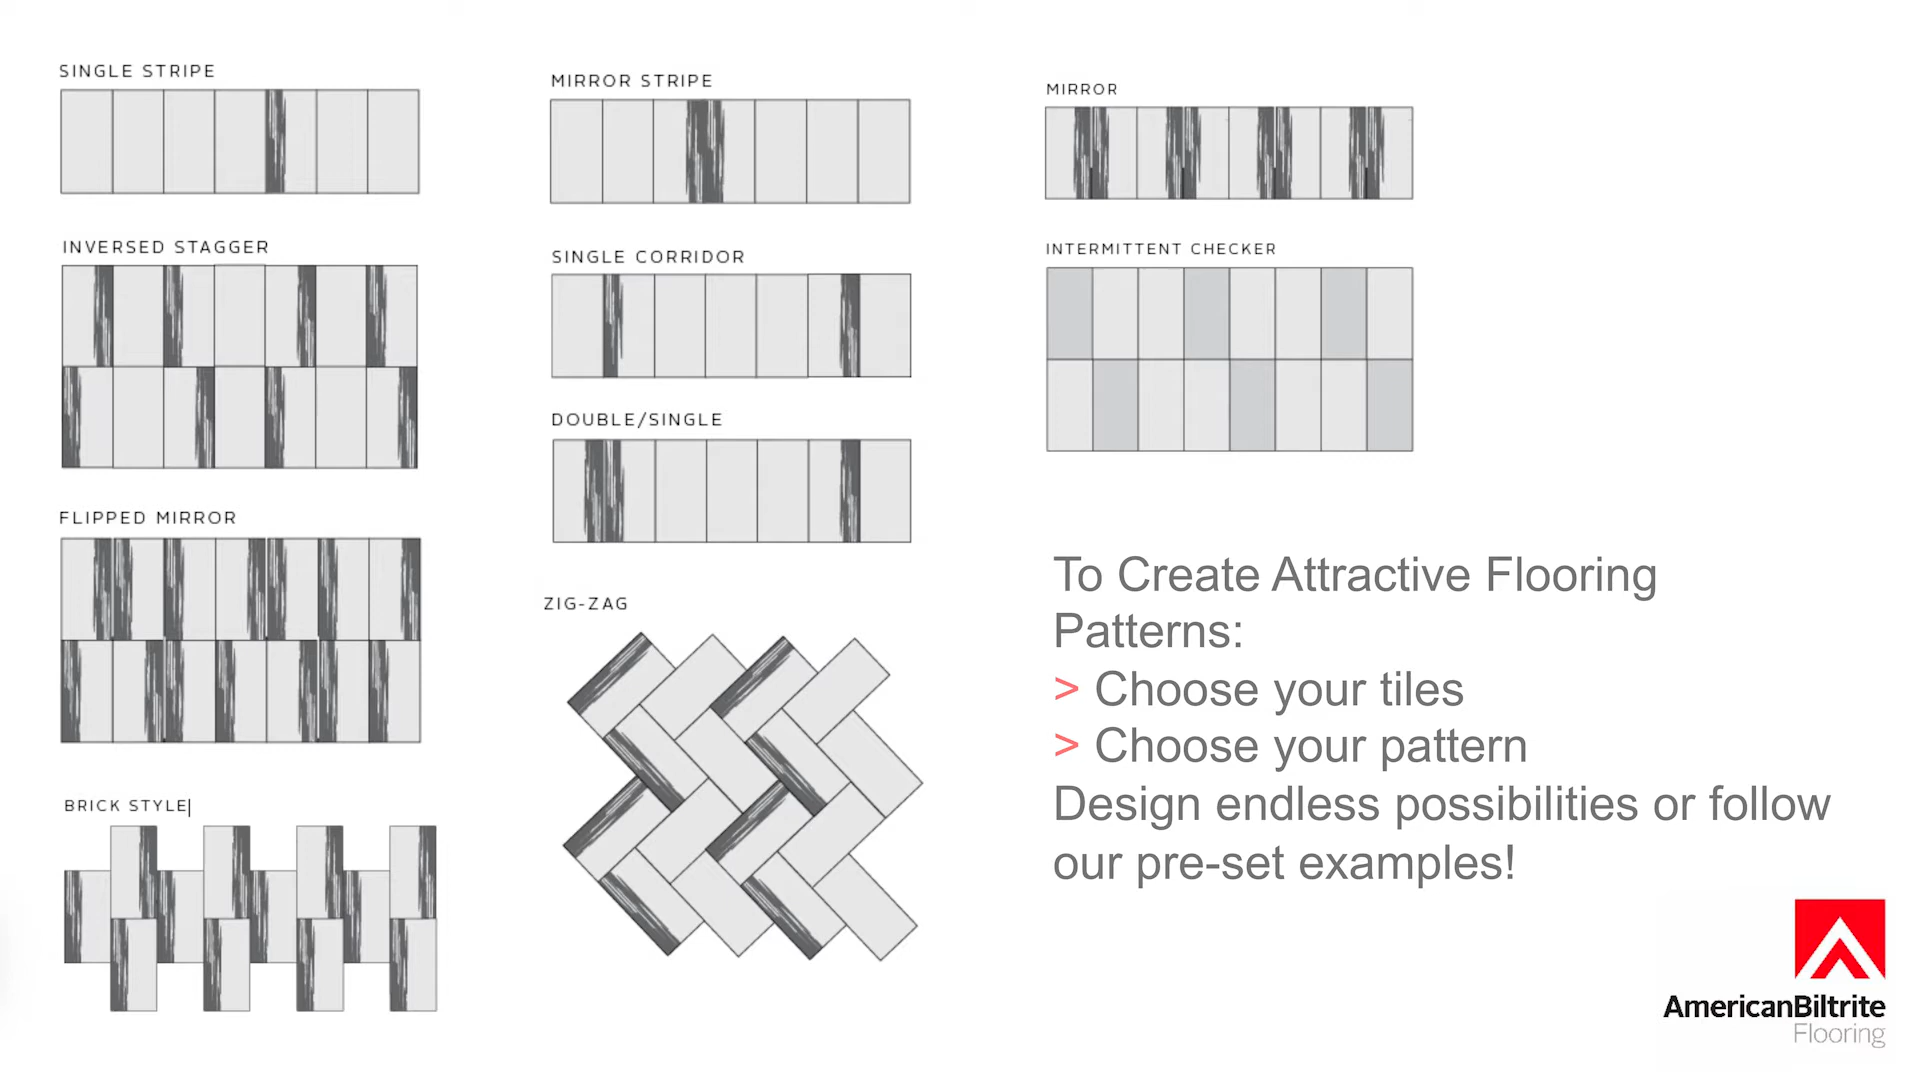 SINGLE STRIPE
INVERSED STAGGER
FLIPPED MIRROR
BRICK STYLE
MIRROR STRIPE
SINGLE CORRIDOR
DOUBLE/SINGLE
ZIG-ZAG
MIRROR
INTERMITTENT CHECKER
To Create Attractive Flooring
Patterns:
> Choose your tiles
> Choose your pattern
Design endless possibilities or follow
our pre-set examples!
AmericanBiltrite
Flooring